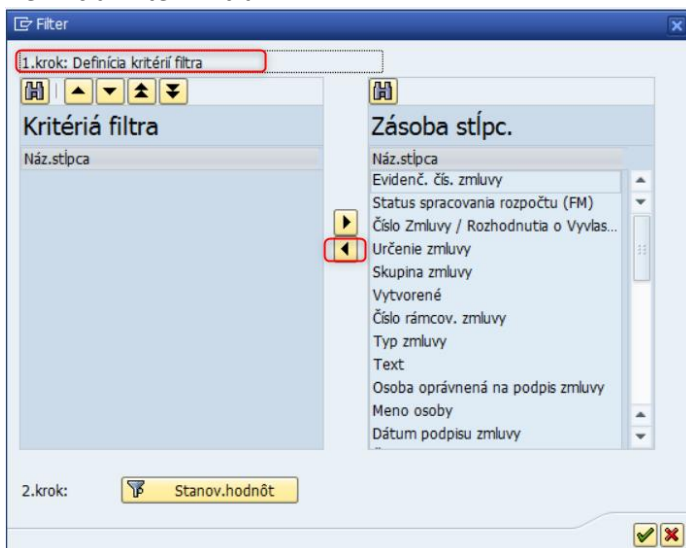 Filter
1.krok: Definícia kritérií filtra
Kritériá filtra
Zásoba stĺpc.
Náz.stĺpca
Náz.stĺpca
Evidenč. čís. zmluvy
Status spracovania rozpočtu (FM)
Číslo Zmluvy / Rozhodnutia o Vyvlas...
Určenie zmluvy
Skupina zmluvy
Vytvorené
Číslo rámcov. zmluvy
Typ zmluvy
Text
Osoba oprávnená na podpis zmluvy
Meno osoby
Dátum podpisu zmluvy
2.krok:
Stanov.hodnôt